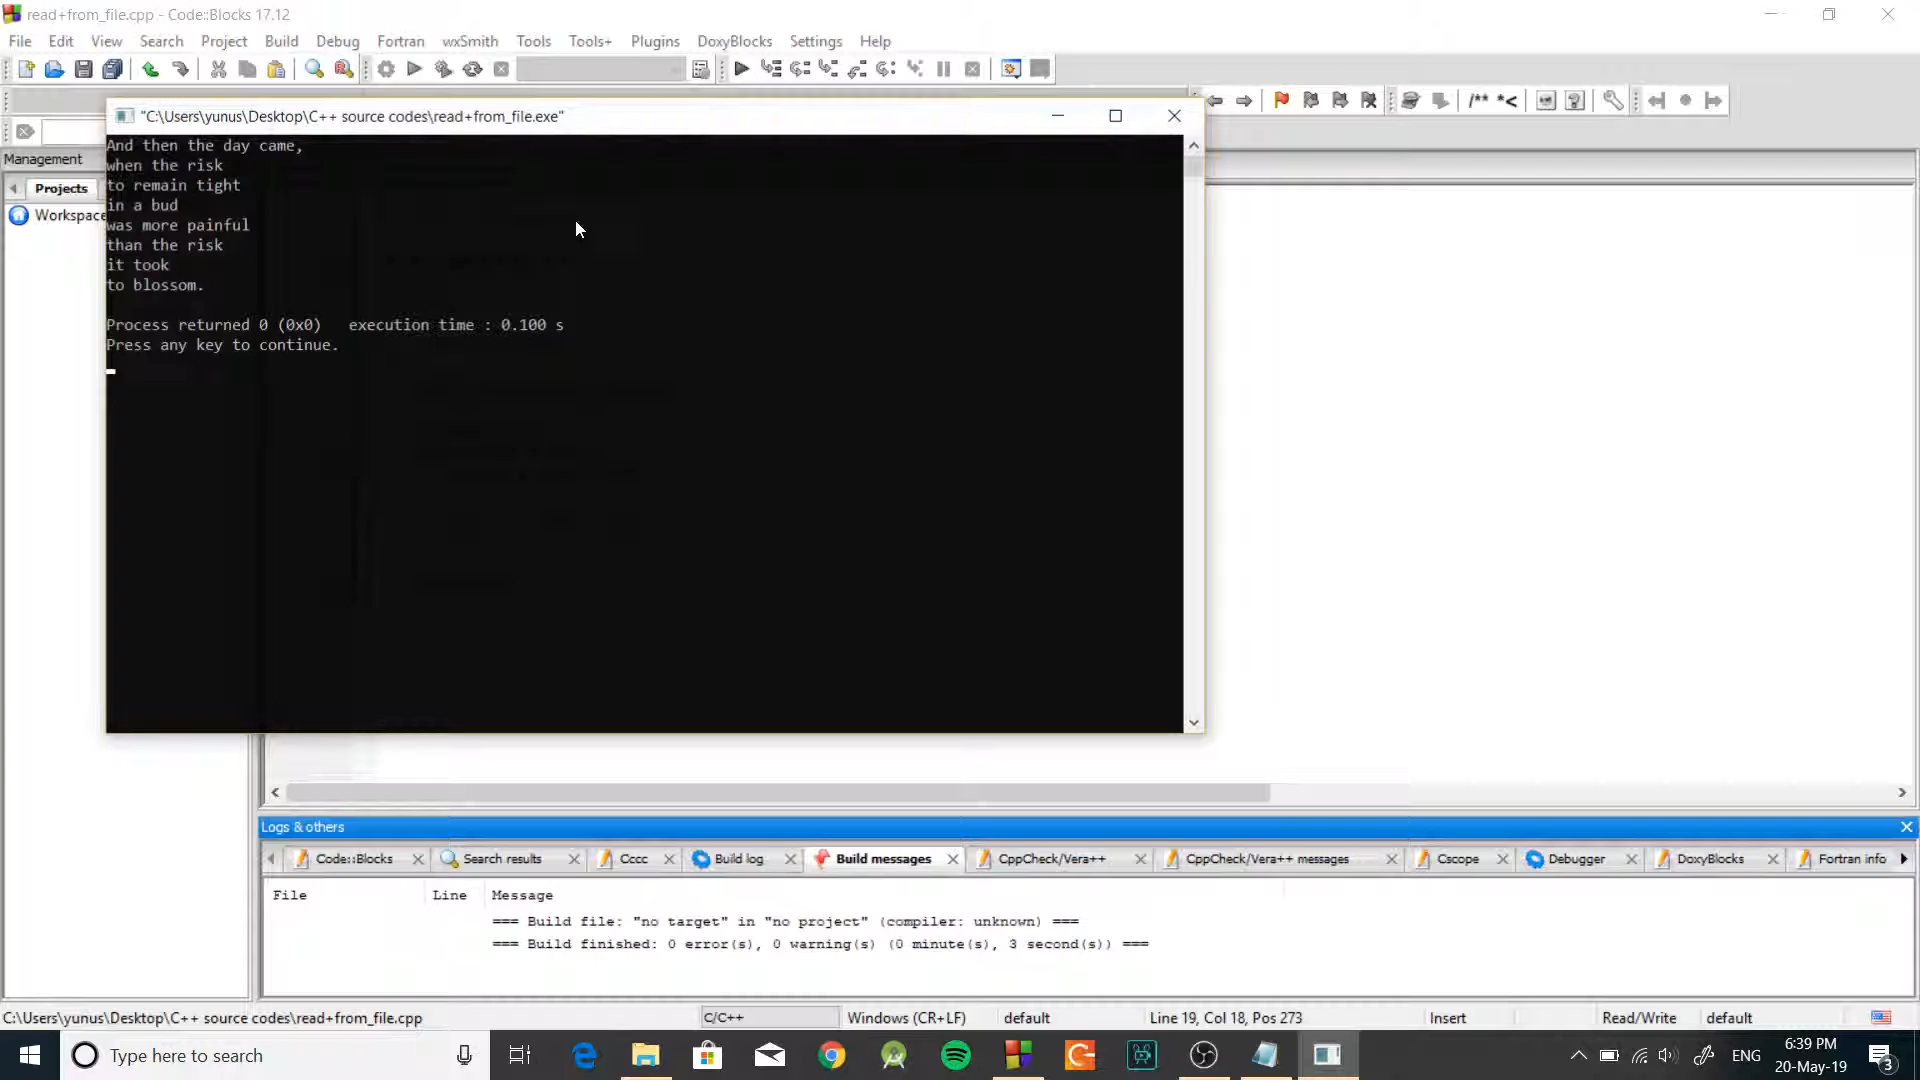 read+from_file.cpp - Code::Blocks 17.12
File Edit View Search Project Build Debug Fortran wxSmith Tools Tools+ Plugins DoxyBlocks Settings Help
/** *<
"C:\Users\yunus\Desktop\C++ source codes\read+from_file.exe"
Management
Projects
Workspace
And then the day came,
when the risk
to remain tight
in a bud
was more painful
than the risk
it took
to blossom.
Process returned 0 (0x0) execution time : 0.100 s
Press any key to continue.
Logs & others
Code::Blocks Search results Cccc Build log Build messages CppCheck/Vera++ CppCheck/Vera++ messages Cscope Debugger DoxyBlocks Fortran info
File Line Message
=== Build file: "no target" in "no project" (compiler: unknown) ===
=== Build finished: 0 error(s), 0 warning(s) (0 minute(s), 3 second(s)) ===
C:\Users\yunus\Desktop\C++ source codes\read+from_file.cpp C/C++ Windows (CR+LF) default Line 19, Col 18, Pos 273 Insert Read/Write default
Type here to search
ENG
6:39 PM
20-May-19
3